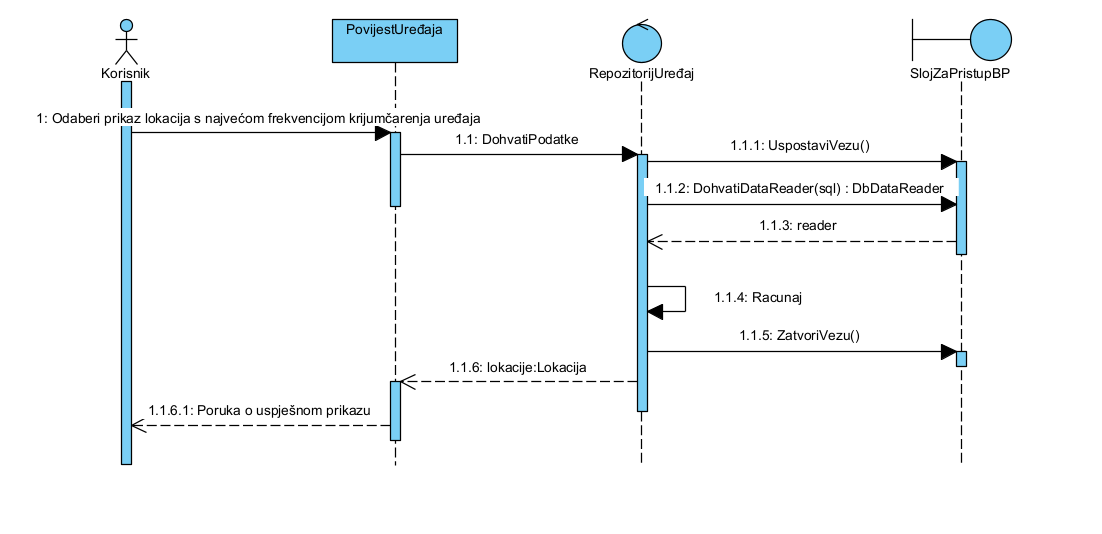 PovijestUređaja
Korisnik
RepozitorijUređaj
SlojZaPristupBP
1: Odaberi prikaz lokacija s najvećom frekvencijom krijumčarenja uređaja
1.1: DohvatiPodatke
1.1.1: UspostaviVezu()
1.1.2: DohvatiDataReader(sql) : DbDataReader
1.1.3: reader
1.1.4: Racunaj
1.1.5: ZatvoriVezu()
1.1.6: lokacije:Lokacija
1.1.6.1: Poruka o uspješnom prikazu